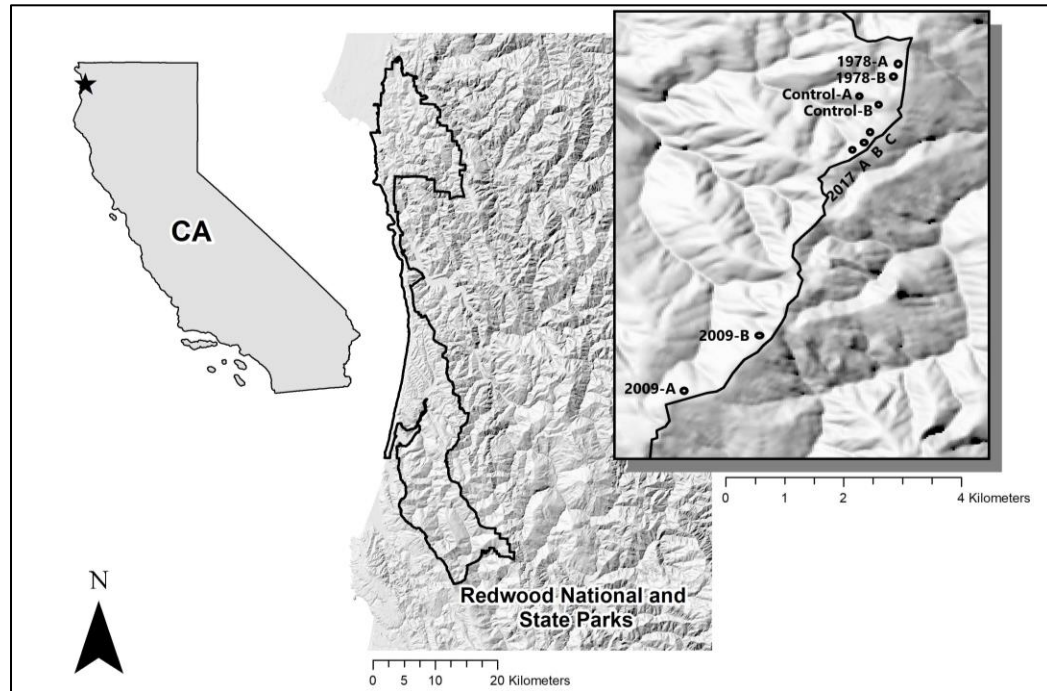 CA
N
Redwood National and
State Parks
0 5 10 20 Kilometers
1978-A
1978-B
Control-A
Control-B
2017 A B C
2009-B
2009-A
0 1 2 4 Kilometers